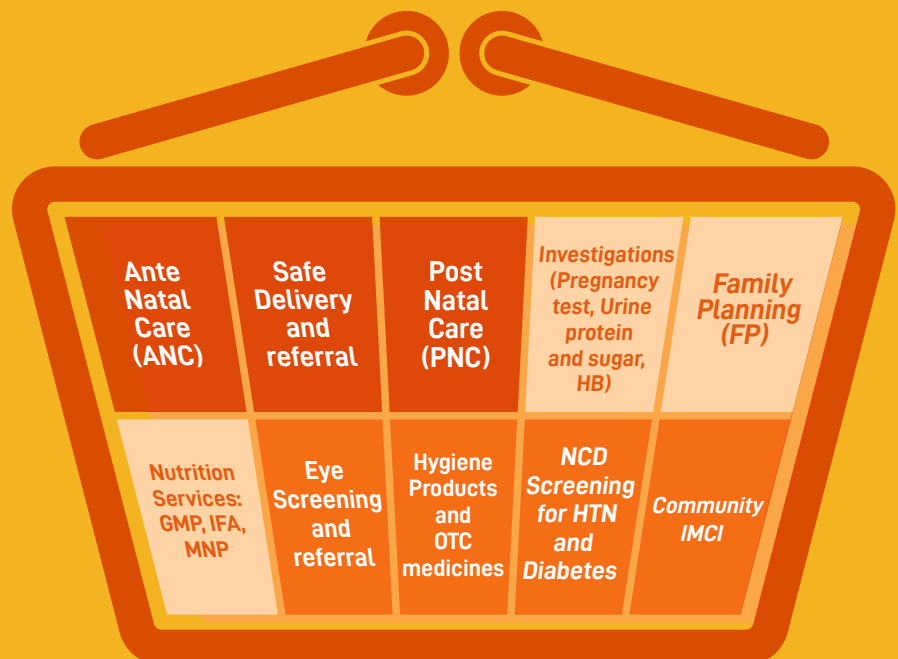 Ante
Natal
Care
(ANC)
Safe
Delivery
and
referral
Post
Natal
Care
(PNC)
Investigations
(Pregnancy
test, Urine
protein
and sugar,
HB)
Family
Planning
(FP)
Nutrition
Services:
GMP, IFA,
MNP
Eye
Screening
and
referral
Hygiene
Products
and
OTC
medicines
NCD
Screening
for HTN
and
Diabetes
Community
IMCI